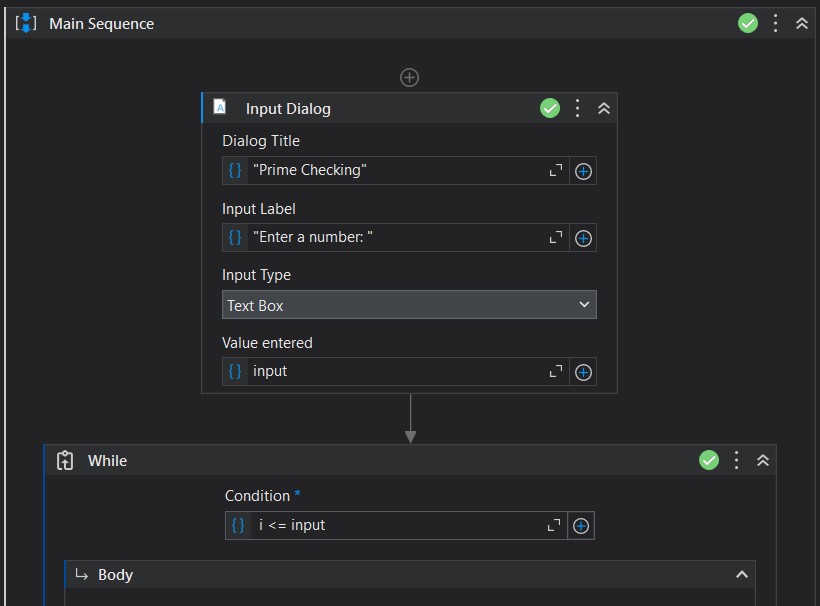 Main Sequence
Input Dialog
Dialog Title
{} "Prime Checking"
Input Label
{} "Enter a number: "
Input Type
Text Box
Value entered
{} input
While
Condition *
{} i <= input
Body